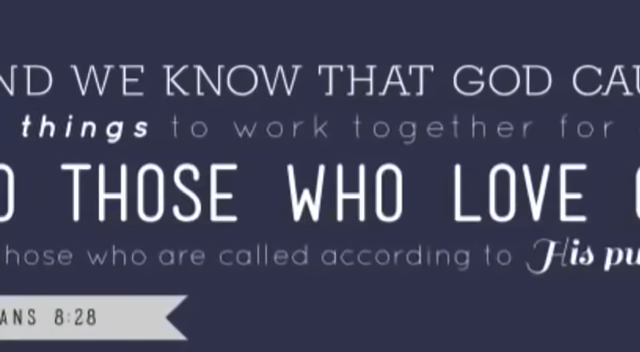 ND WE KNOW THAT GOD CAU
things to work together for
O THOSE WHO LOVE
hose who are called according to His pu
ANS 8:28